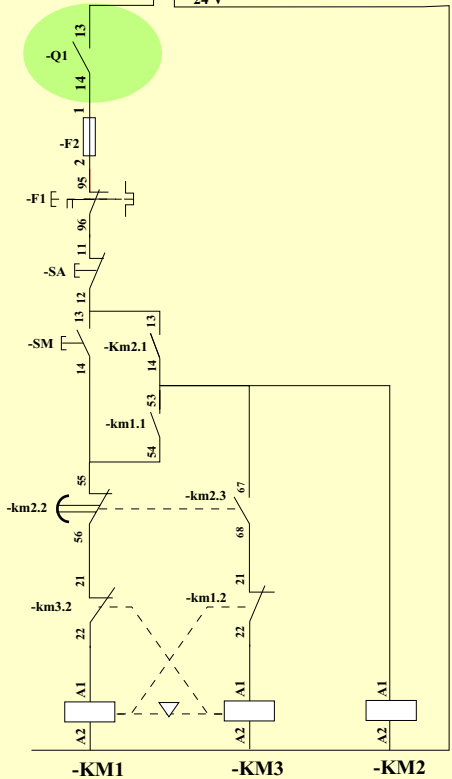 24 V
13
-Q1
14
1
-F2
2
95
-F1
96
11
-SA
12
13
13
-SM
-Km2.1
14
14
53
-km1.1
54
55
67
-km2.2
-km2.3
56
68
21
21
-km3.2
-km1.2
22
22
A1
A1
A1
A2
A2
A2
-KM1
-KM3
-KM2